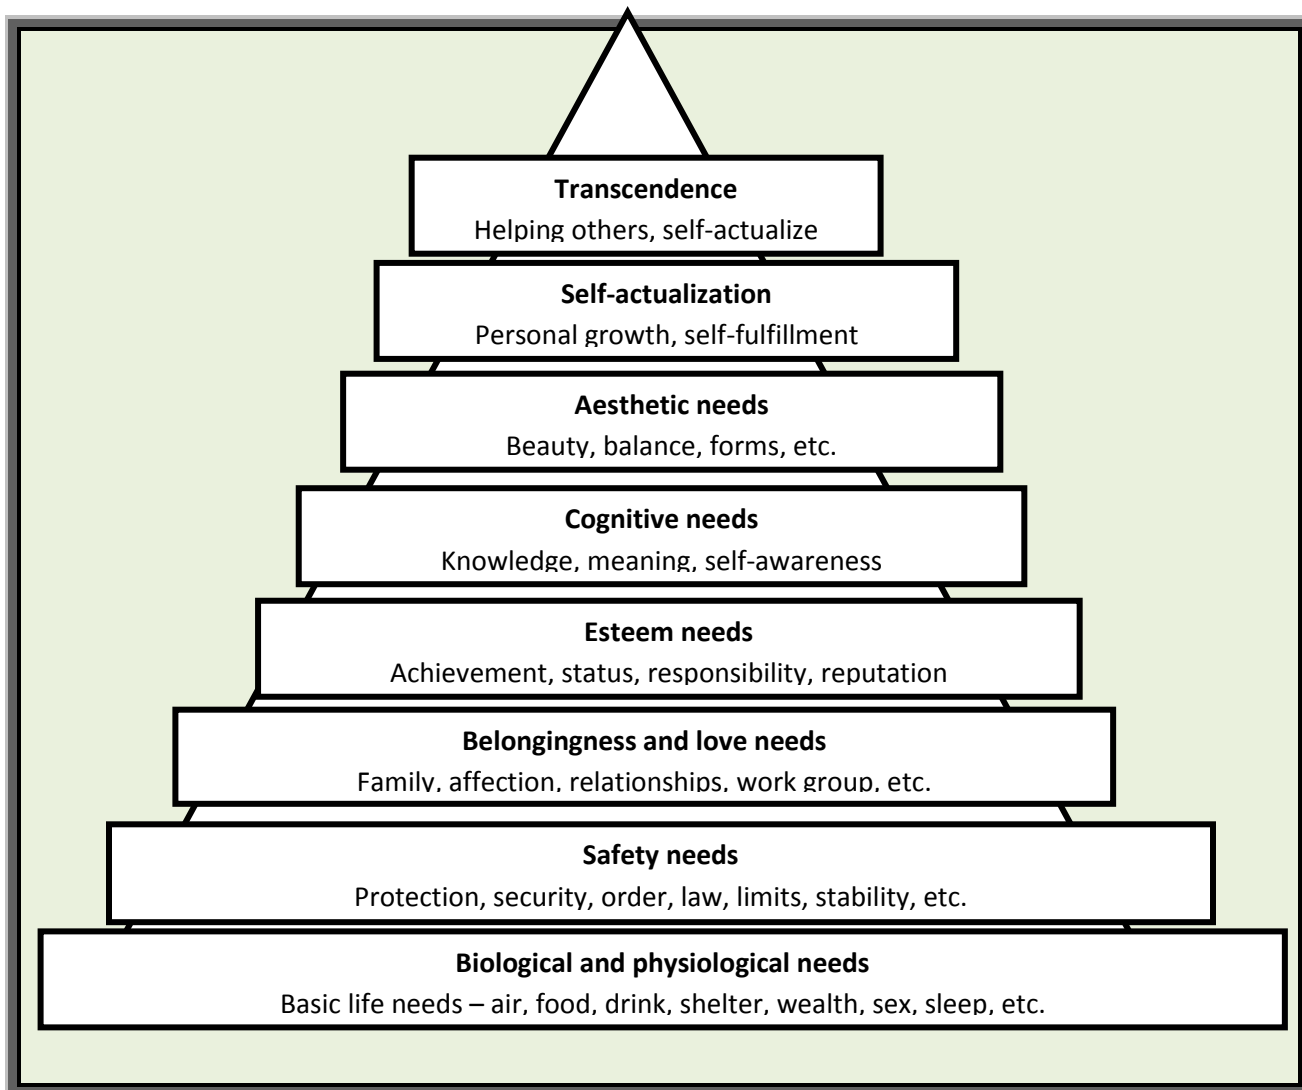 Transcendence
Helping others, self-actualize
Self-actualization
Personal growth, self-fulfillment
Aesthetic needs
Beauty, balance, forms, etc.
Cognitive needs
Knowledge, meaning, self-awareness
Esteem needs
Achievement, status, responsibility, reputation
Belongingness and love needs
Family, affection, relationships, work group, etc.
Safety needs
Protection, security, order, law, limits, stability, etc.
Biological and physiological needs
Basic life needs – air, food, drink, shelter, wealth, sex, sleep, etc.